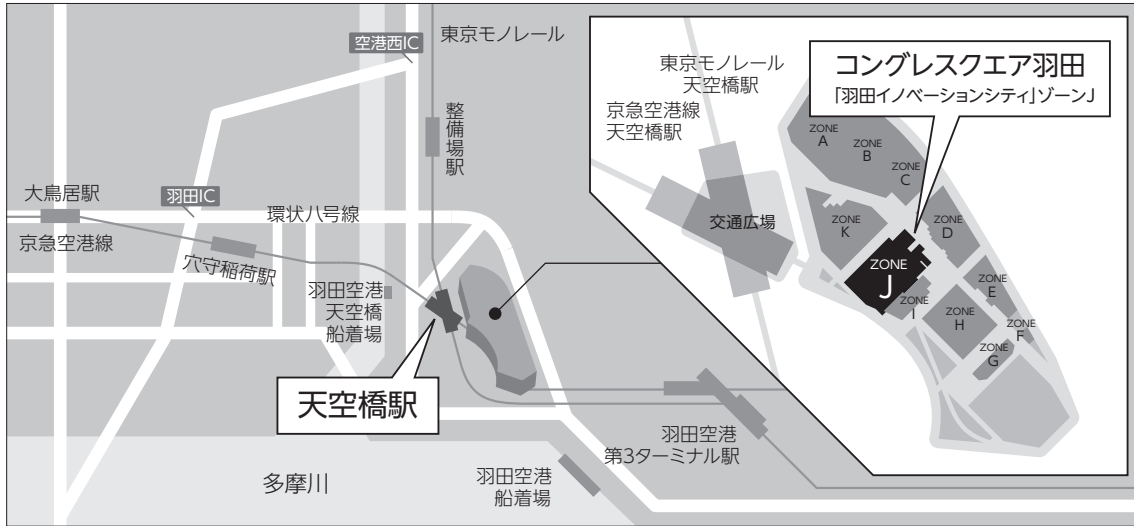 空港西IC
東京モノレール
整備場駅
大鳥居駅
羽田IC
環状八号線
京急空港線
穴守稲荷駅
羽田空港
天空橋
船着場
天空橋駅
多摩川
羽田空港
船着場
羽田空港
第3ターミナル駅
東京モノレール
天空橋駅
京急空港線
天空橋駅
交通広場
コングレスクエア羽田
「羽田イノベーションシティ」ゾーンJ
ZONE
A
ZONE
B
ZONE
C
ZONE
K
ZONE
D
ZONE
J
ZONE
I
ZONE
E
ZONE
H
ZONE
F
ZONE
G